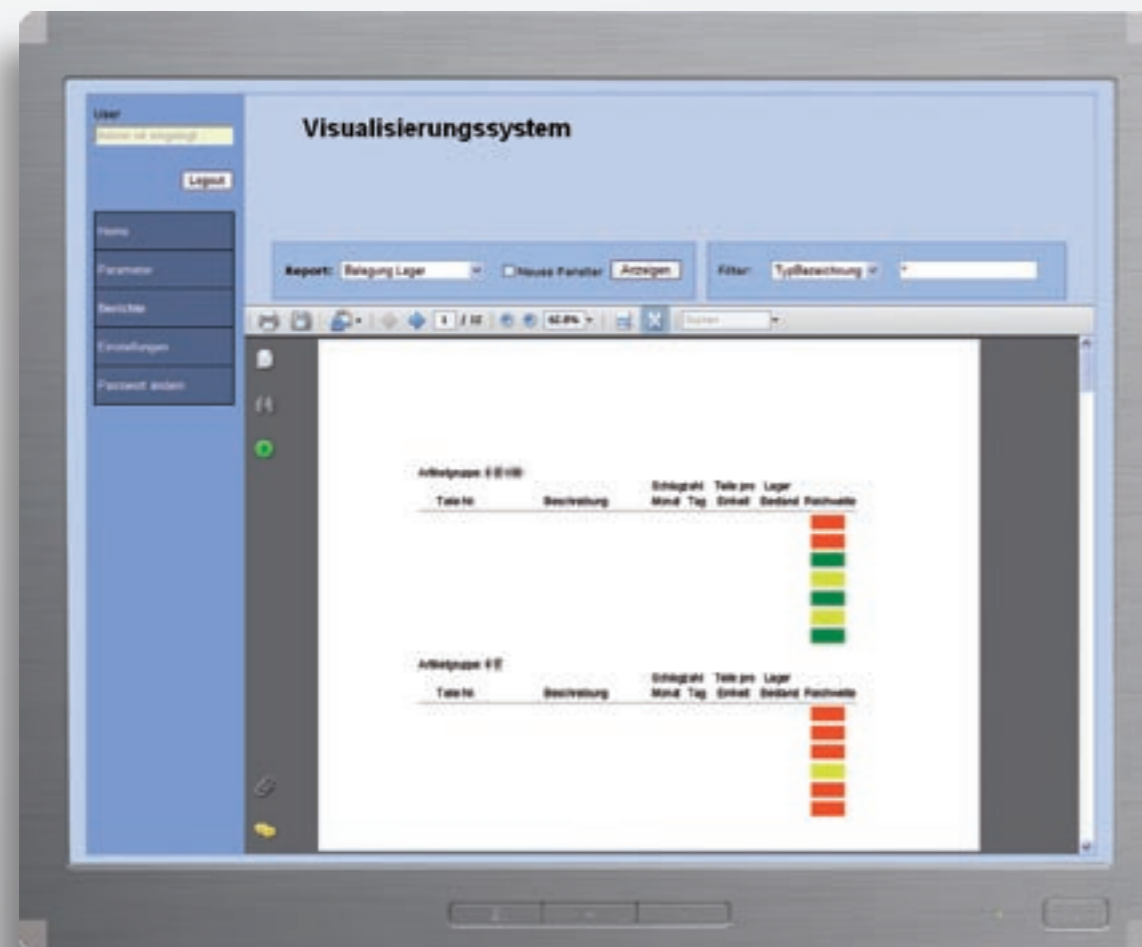 User
Visualisierungssystem
Logout
Home
Parameter
Berichte
Einstellungen
Passwort ändern
Report: Belegung Lager Neues Fenster Anzeigen Filter: TypBezeichnung *
1 /
Suchen
Artikelgruppe
Schlagzahl Teile pro Lager
Teile Nr. Beschreibung Monat Tag Einheit Bestand Reichweite
Artikelgruppe
Schlagzahl Teile pro Lager
Teile Nr. Beschreibung Monat Tag Einheit Bestand Reichweite